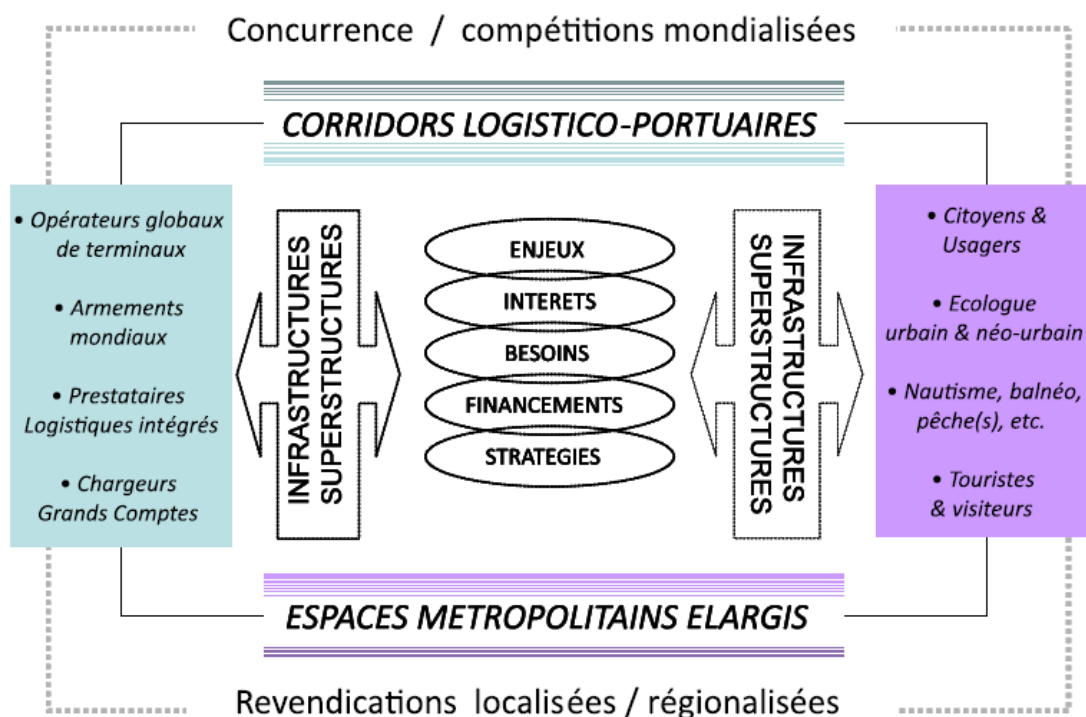 Concurrence / compétitions mondialisées
CORRIDORS LOGISTICO-PORTUAIRES
• Opérateurs globaux
de terminaux
• Armements
mondiaux
• Prestataires
Logistiques intégrés
• Chargeurs
Grands Comptes
INFRASTRUCTURES
SUPERSTRUCTURES
ENJEUX
INTERETS
BESOINS
FINANCEMENTS
STRATEGIES
INFRASTRUCTURES
SUPERSTRUCTURES
• Citoyens &
Usagers
• Ecologue
urbain & néo-urbain
• Nautisme, balnéo,
pêche(s), etc.
• Touristes
& visiteurs
ESPACES METROPOLITAINS ELARGIS
Revendications localisées / régionalisées